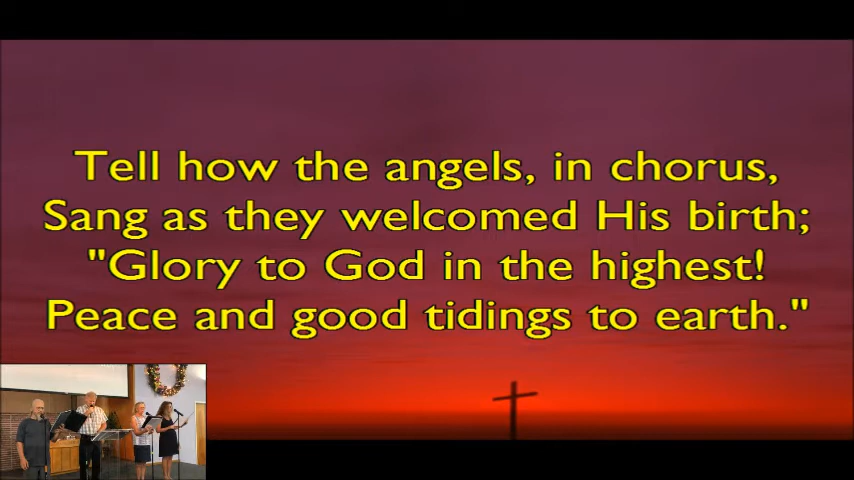 Tell how the angels, in chorus,
Sang as they welcomed His birth;
"Glory to God in the highest!
Peace and good tidings to earth."